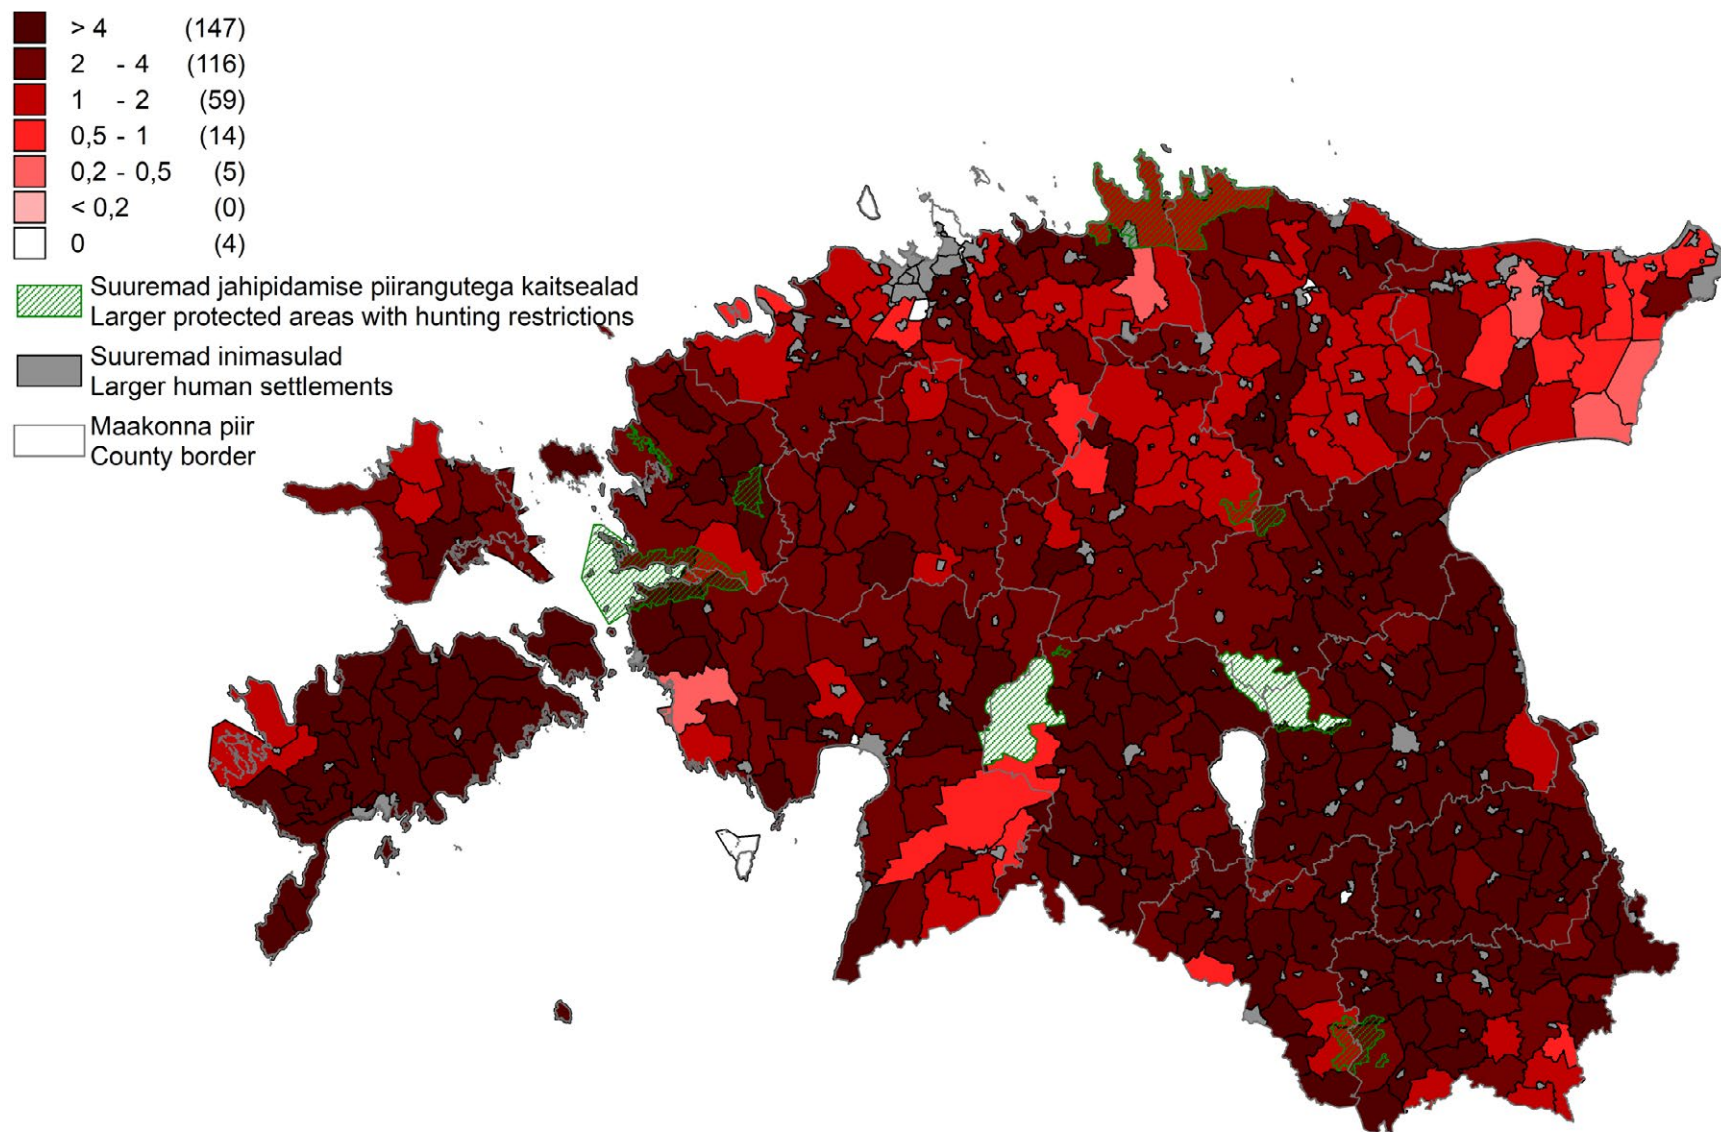 > 4 (147)
2 - 4 (116)
1 - 2 (59)
0,5 - 1 (14)
0,2 - 0,5 (5)
< 0,2 (0)
0 (4)
Suuremad jahipidamise piirangutega kaitsealad
Larger protected areas with hunting restrictions
Suuremad inimasulad
Larger human settlements
Maakonna piir
County border